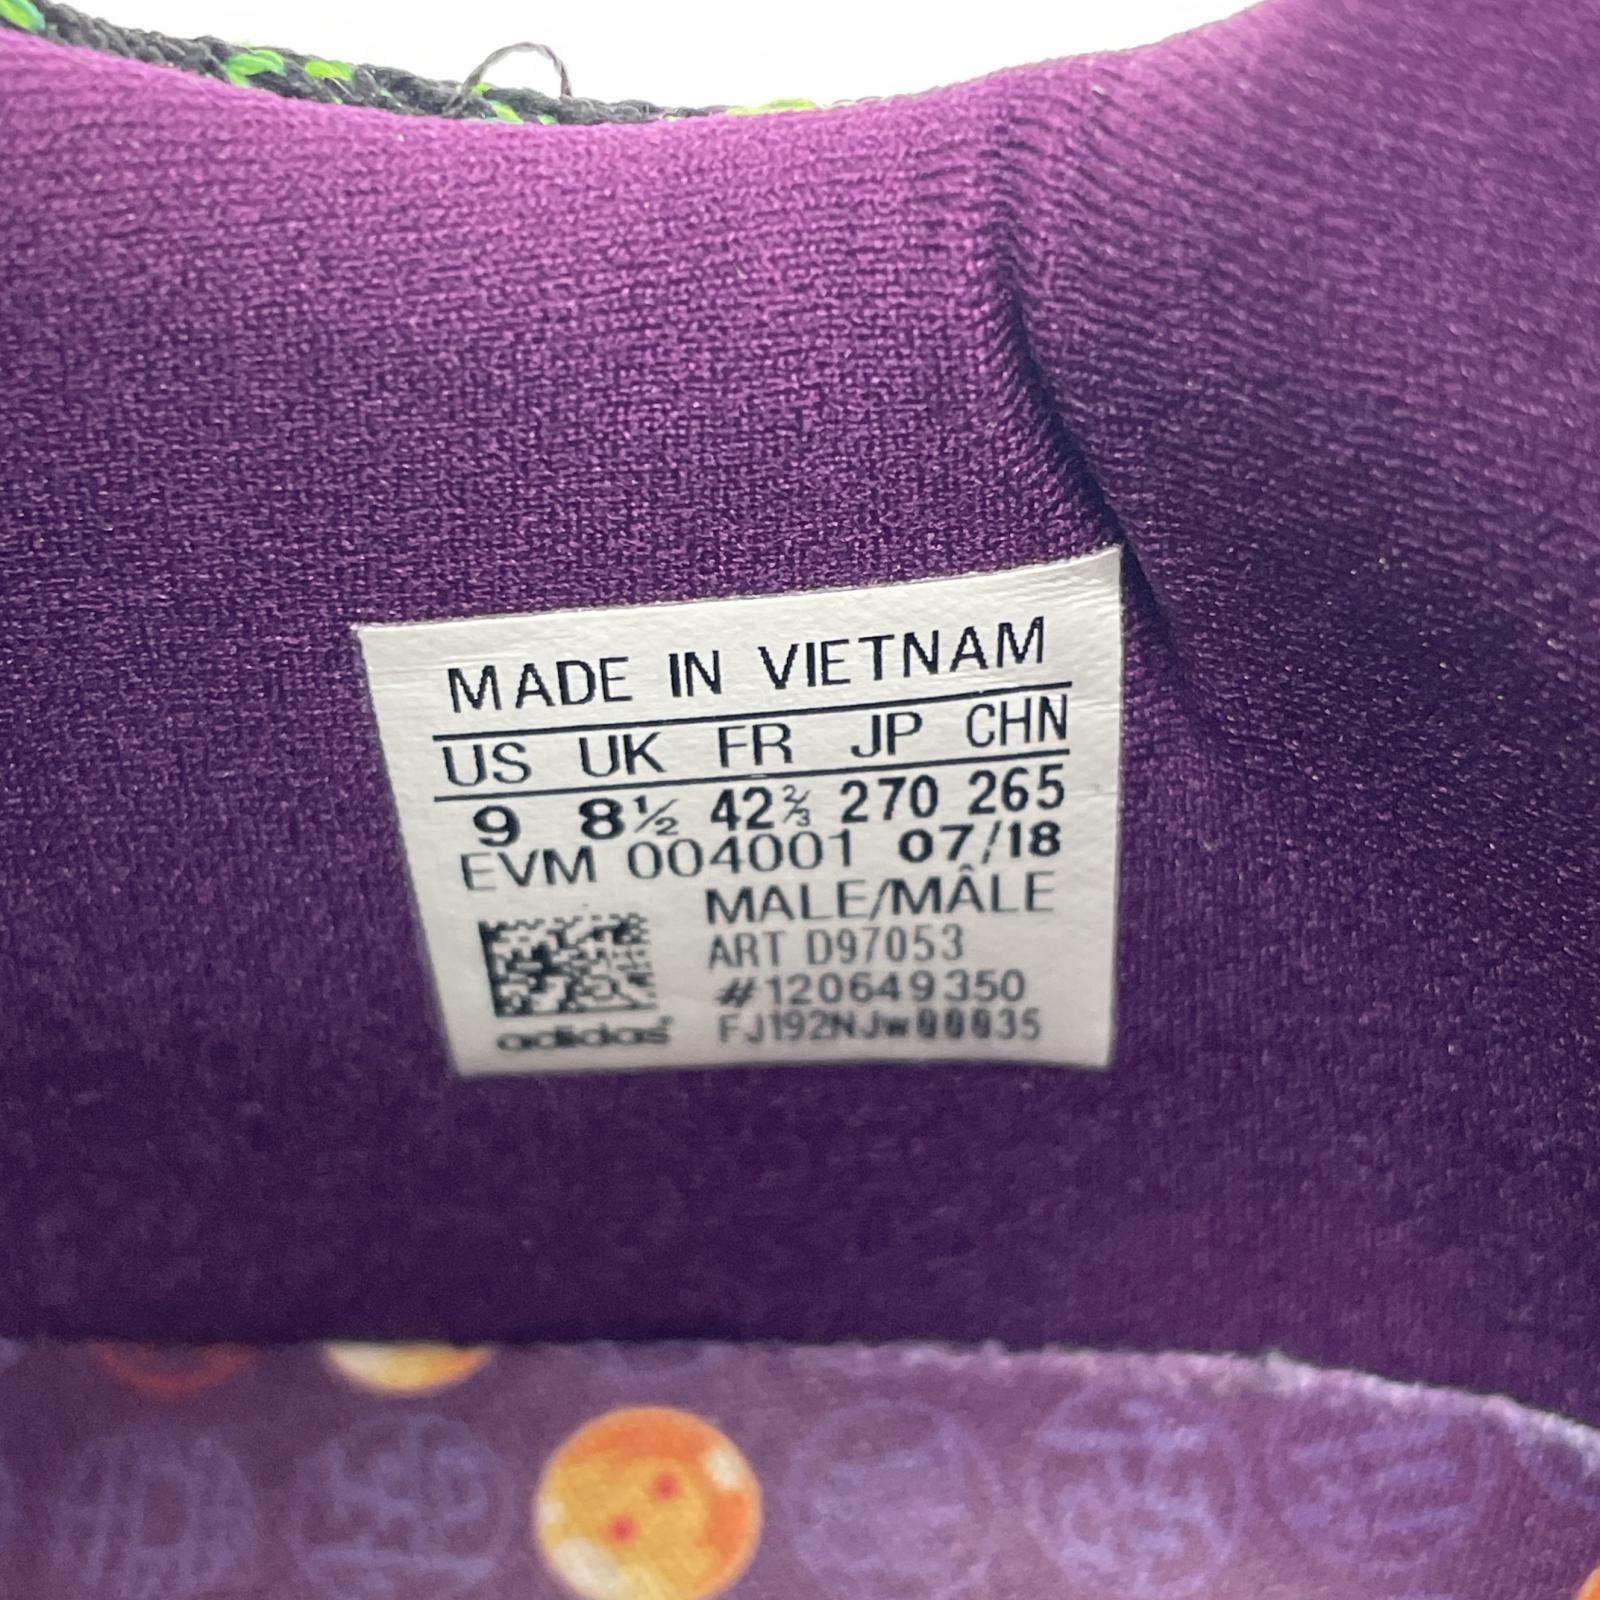 MADE IN VIETNAM
US UK FR JP CHN
9 8½ 42⅔ 270 265
EVM 004001 07/18
MALE/MÂLE
ART D97053
#120649350
FJ192NJw00035
adidas